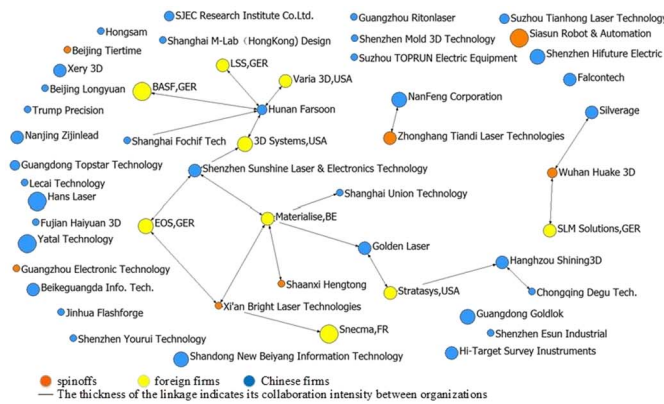 SJEC Research Institute Co.Ltd.
Guangzhou Ritonlaser
Suzhou Tianhong Laser Technology
Hongsam
Siasun Robot & Automation
Shanghai M-Lab（HongKong) Design
Shenzhen Mold 3D Technology
Beijing Tiertime
Shenzhen Hifuture Electric
LSS,GER
Suzhou TOPRUN Electric Equipment
Xery 3D
Varia 3D,USA
Falcontech
Beijing Longyuan
BASF,GER
NanFeng Corporation
Trump Precision
Hunan Farsoon
Silverage
Nanjing Zijinlead
Shanghai Fochif Tech
3D Systems,USA
Zhonghang Tiandi Laser Technologies
Guangdong Topstar Technology
Shenzhen Sunshine Laser & Electronics Technology
Wuhan Huake 3D
Lecai Technology
Hans Laser
Shanghai Union Technology
Fujian Haiyuan 3D
EOS,GER
Materialise,BE
SLM Solutions,GER
Yatal Technology
Golden Laser
Hanghzou Shining3D
Guangzhou Electronic Technology
Shaanxi Hengtong
Beikeguangda Info. Tech.
Stratasys,USA
Chongqing Degu Tech.
Xi'an Bright Laser Technologies
Jinhua Flashforge
Guangdong Goldlok
Snecma,FR
Shenzhen Esun Industrial
Shenzhen Yourui Technology
Shandong New Beiyang Information Technology
Hi-Target Survey Inustruments
spinoffs
foreign firms
Chinese firms
The thickness of the linkage indicates its collaboration intensity between organizations